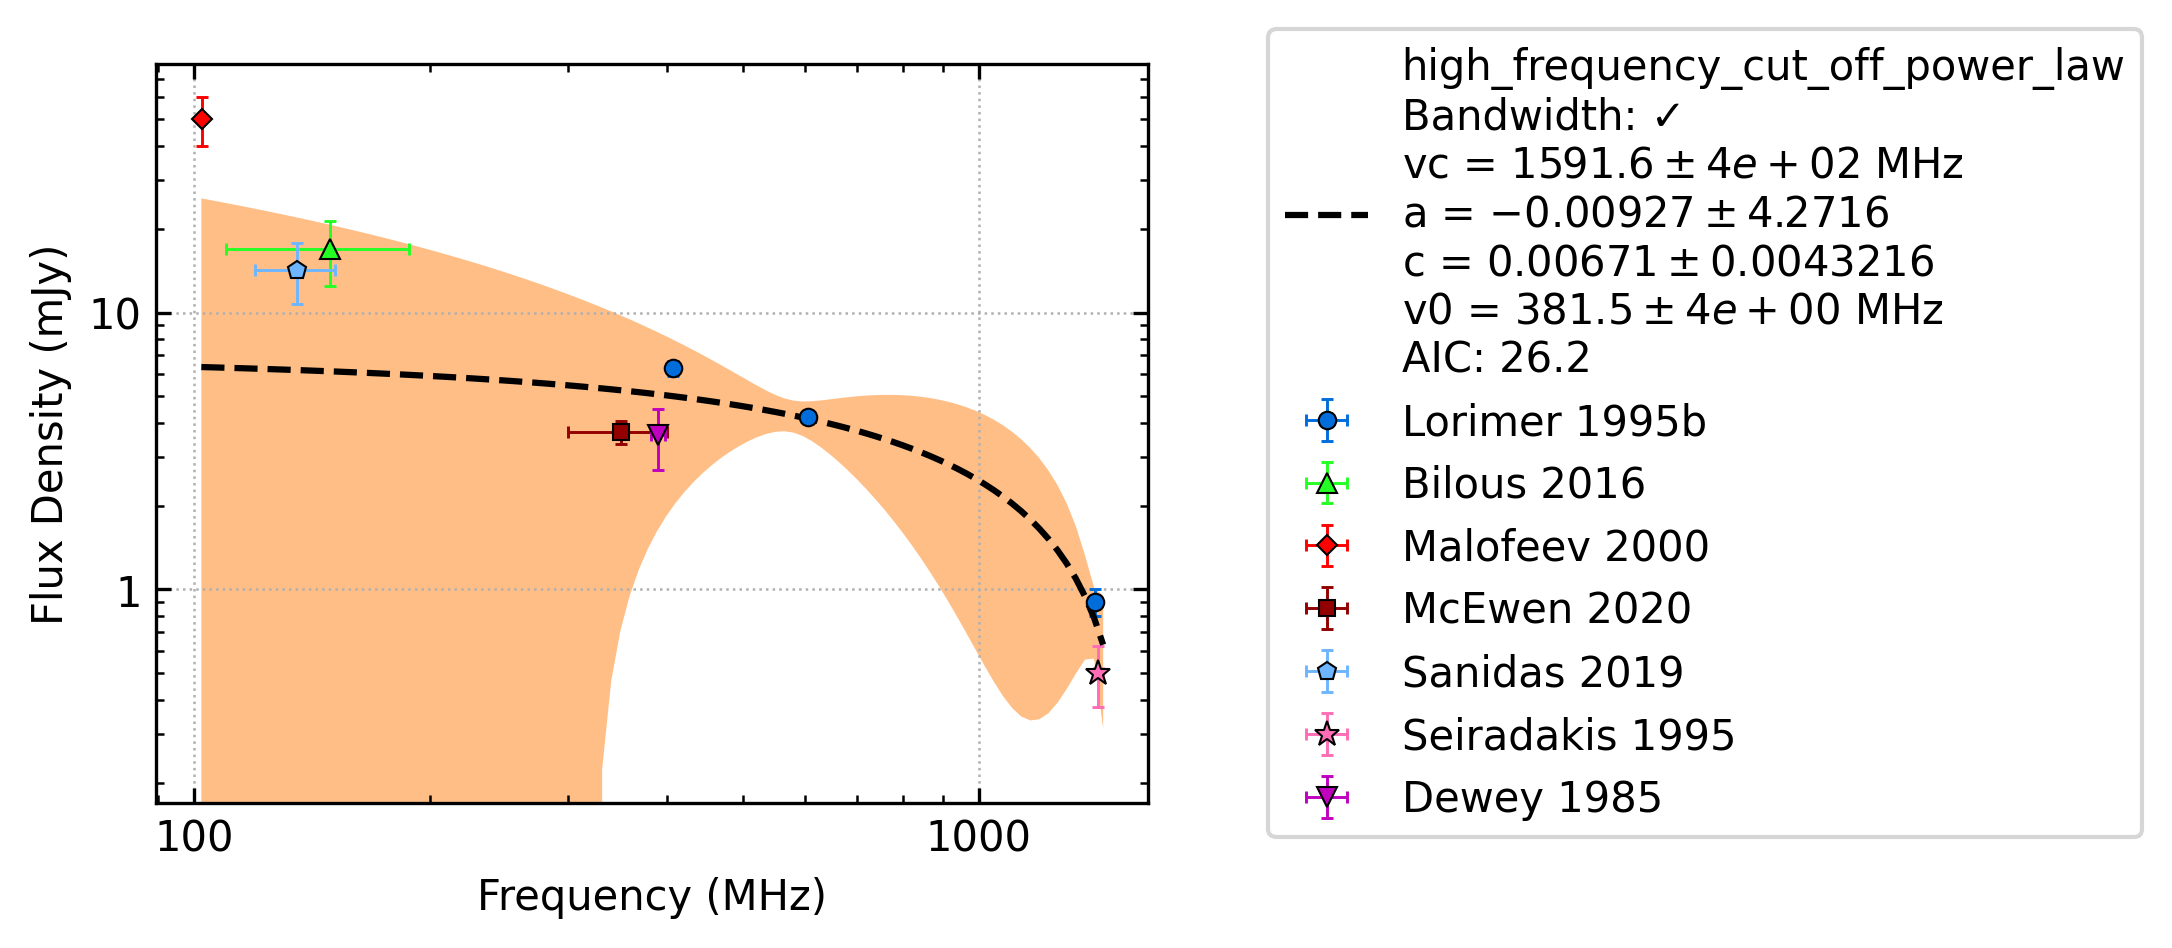 Flux Density (mJy)
10
1
100
1000
Frequency (MHz)
high_frequency_cut_off_power_law
Bandwidth: ✓
vc = 1591.6 ± 4e + 02 MHz
a = −0.00927 ± 4.2716
c = 0.00671 ± 0.0043216
v0 = 381.5 ± 4e + 00 MHz
AIC: 26.2
Lorimer 1995b
Bilous 2016
Malofeev 2000
McEwen 2020
Sanidas 2019
Seiradakis 1995
Dewey 1985